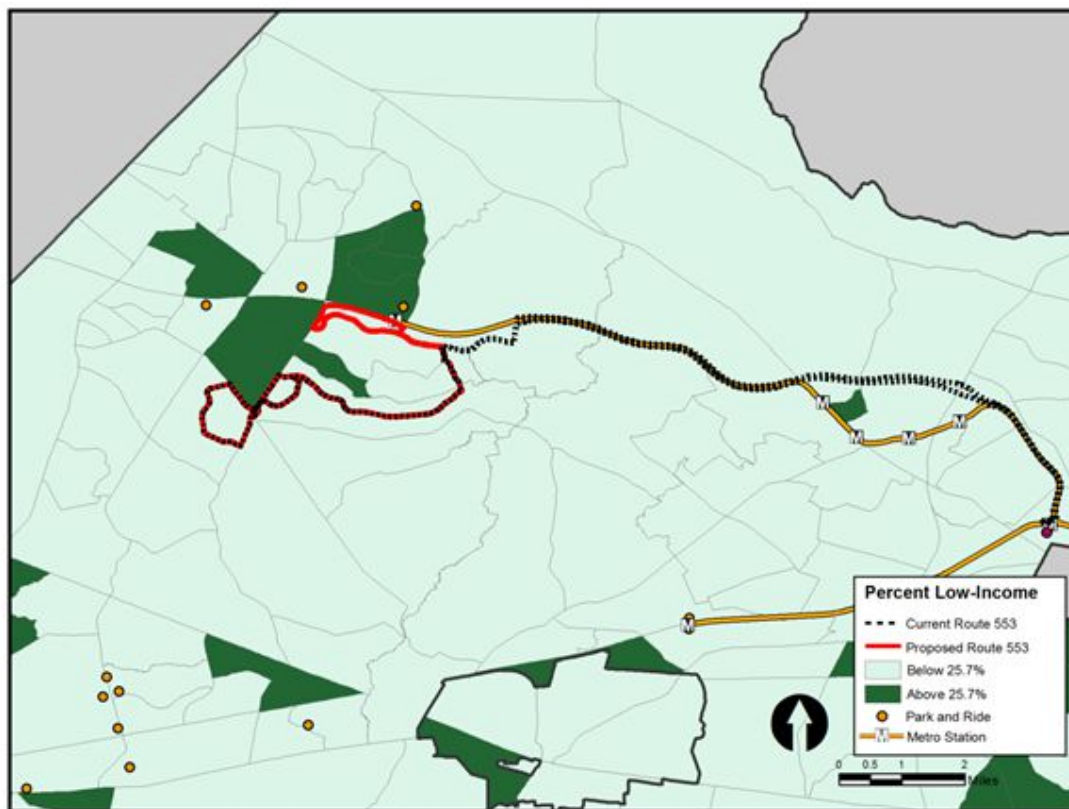 M
M
M
M
M
M
M
Percent Low-Income
Current Route 553
Proposed Route 553
Below 25.7%
Above 25.7%
Park and Ride
M Metro Station
0 0.5 1 2
Miles